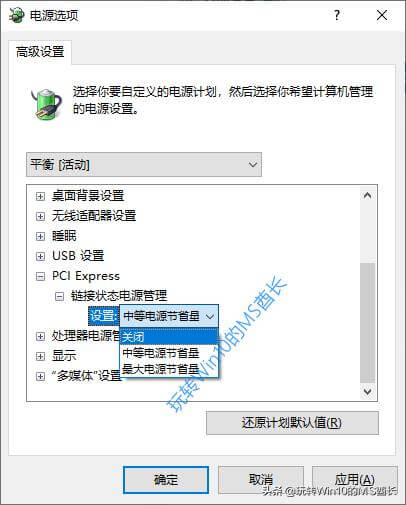 电源选项
高级设置
选择你要自定义的电源计划，然后选择你希望计算机管理
的电源设置。
平衡 [活动]
桌面背景设置
无线适配器设置
睡眠
USB 设置
PCI Express
链接状态电源管理
设置: 中等电源节省量
关闭
处理器电源管
中等电源节省量
显示
最大电源节省量
“多媒体”设置
玩转Win10的MS酋长
还原计划默认值(R)
确定 取消 应用(A)
头条 @玩转Win10的MS酋长